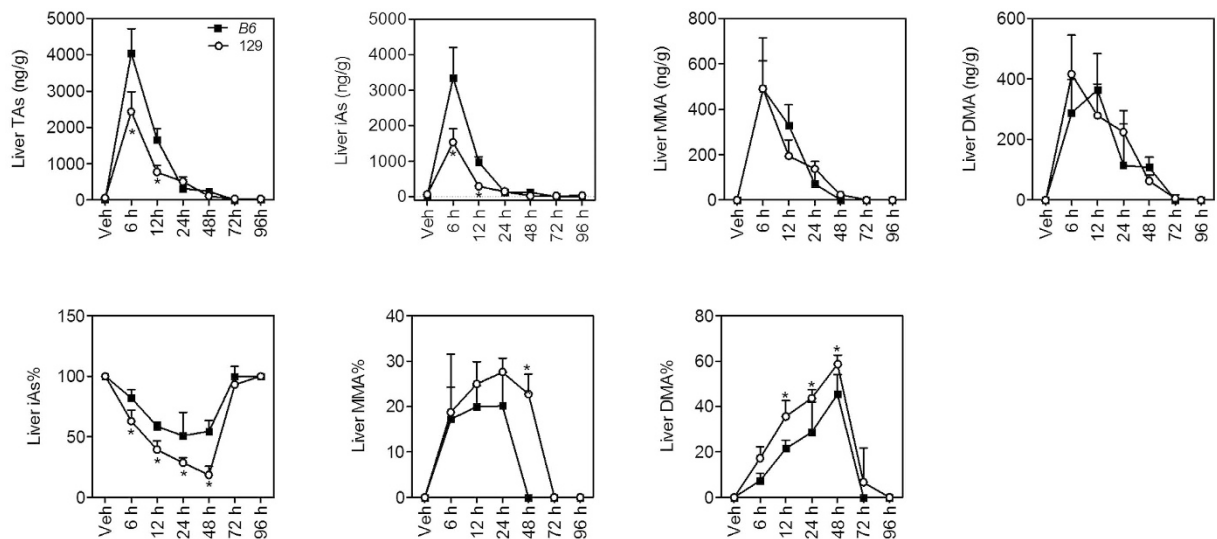 B6
129
Liver TAs (ng/g)
5000
4000
3000
2000
1000
0
*
*
Veh
6 h
12h
24h
48h
72h
96h
Liver iAs (ng/g)
5000
4000
3000
2000
1000
0
*
*
Veh
6 h
12 h
24 h
48 h
72 h
96 h
Liver MMA (ng/g)
800
600
400
200
0
Veh
6 h
12 h
24 h
48 h
72 h
96 h
Liver DMA (ng/g)
600
400
200
0
Veh
6 h
12 h
24 h
48 h
72 h
96 h
Liver iAs%
150
100
50
0
*
*
*
*
Veh
6 h
12 h
24 h
48 h
72 h
96 h
Liver MMA%
40
30
20
10
0
*
Veh
6 h
12 h
24 h
48 h
72 h
96 h
Liver DMA%
80
60
40
20
0
*
*
*
Veh
6 h
12 h
24 h
48 h
72 h
96 h